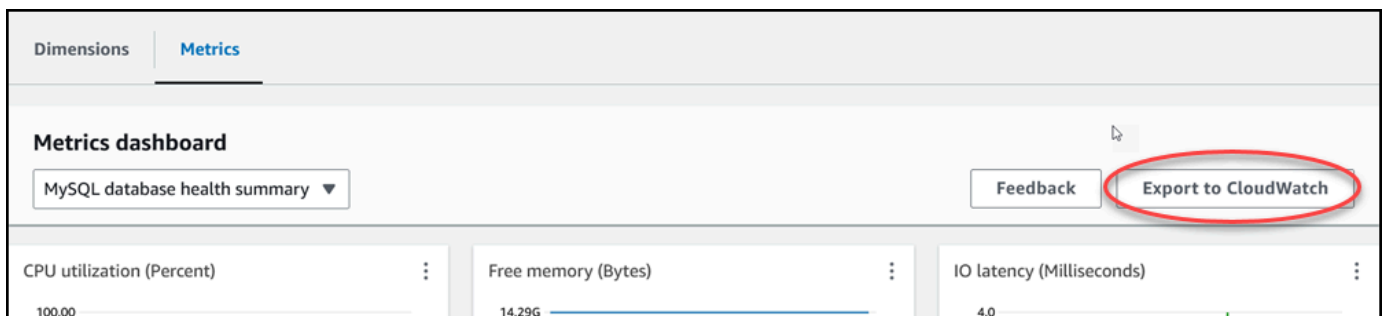 Dimensions Metrics
Metrics dashboard
MySQL database health summary Feedback Export to CloudWatch
CPU utilization (Percent) Free memory (Bytes) IO latency (Milliseconds)
100.00 14.29G 4.0